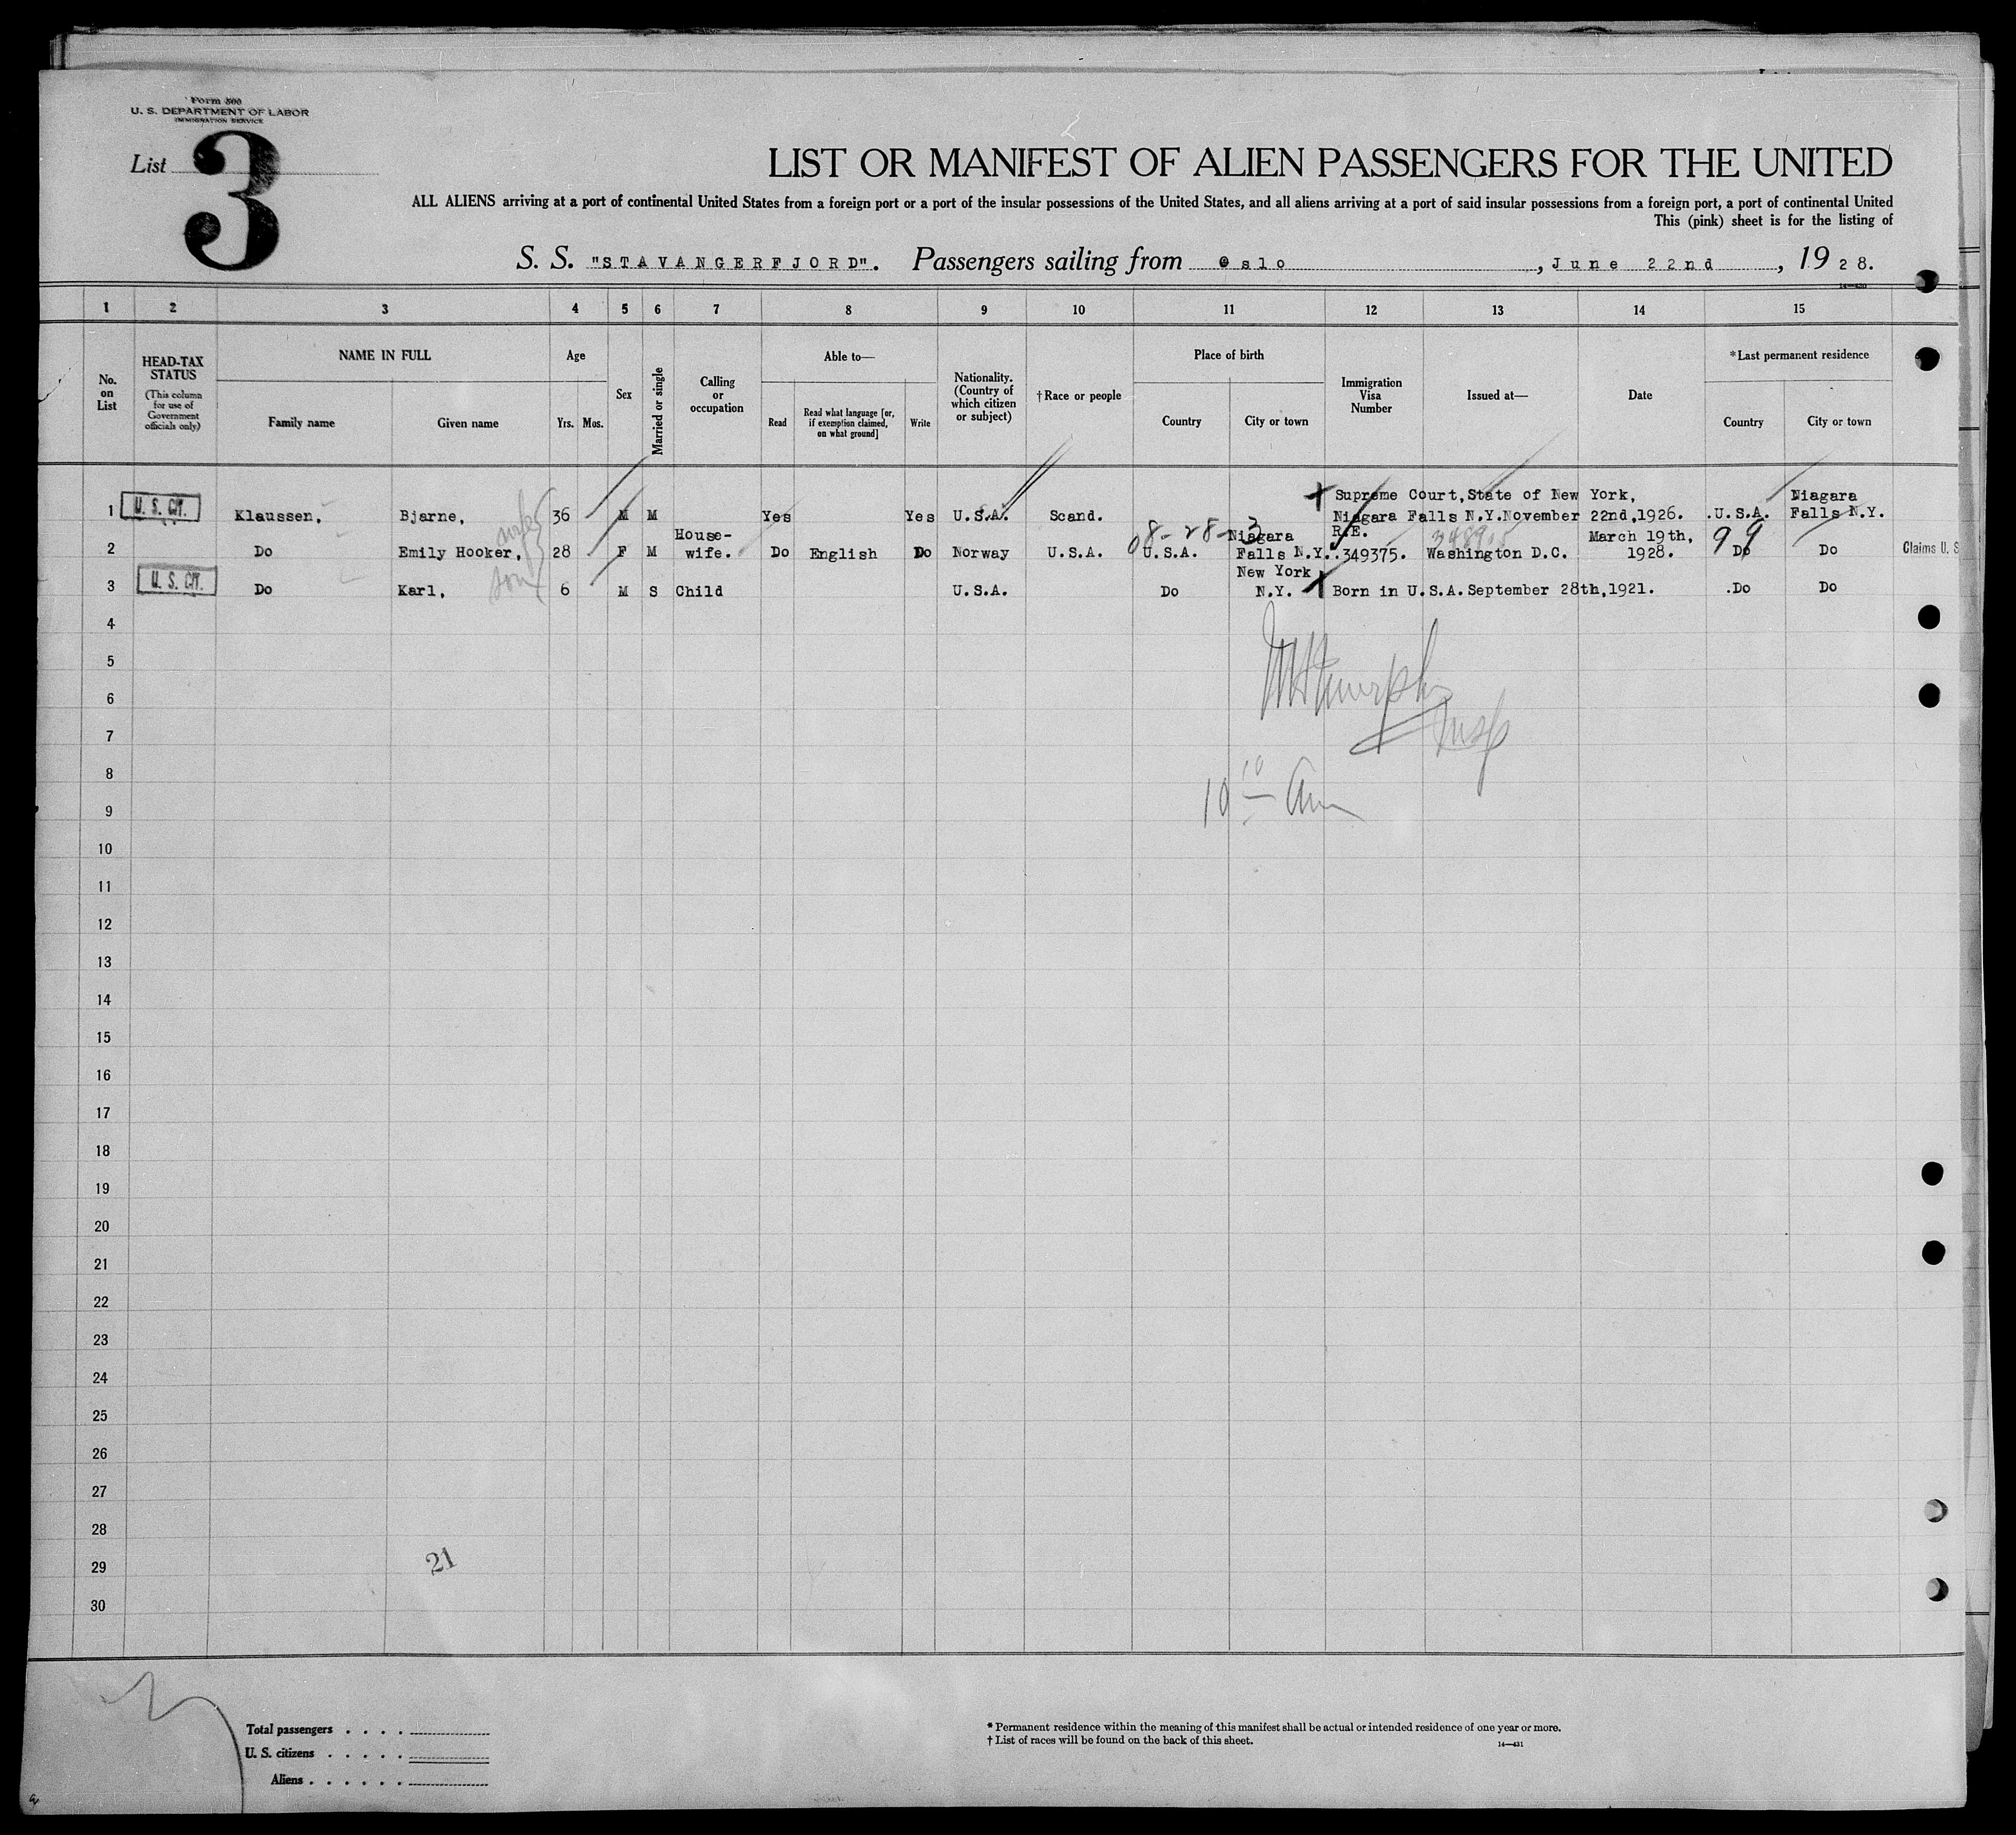 Form 500
U. S. DEPARTMENT OF LABOR
IMMIGRATION SERVICE
List 3
LIST OR MANIFEST OF ALIEN PASSENGERS FOR THE UNITED
ALL ALIENS arriving at a port of continental United States from a foreign port or a port of the insular possessions of the United States, and all aliens arriving at a port of said insular possessions from a foreign port, a port of continental United
This (pink) sheet is for the listing of
S. S. "STAVANGERFJORD". Passengers sailing from Oslo, June 22nd, 1928.
14—430
1 2 3 4 5 6 7 8 9 10 11 12 13 14 15
No. on List
HEAD-TAX STATUS
(This column for use of Government officials only)
NAME IN FULL
Family name Given name
Age
Yrs. Mos.
Sex
Married or single
Calling or occupation
Able to—
Read
Read what language [or, if exemption claimed, on what ground]
Write
Nationality. (Country of which citizen or subject)
†Race or people
Place of birth
Country City or town
Immigration Visa Number
Issued at—
Date
*Last permanent residence
Country City or town
1 U. S. CIT. Klaussen, Bjarne, 36 M M Yes Yes U.S.A. Scand. Supreme Court, State of New York, Niagara Falls N.Y. November 22nd, 1926. .U.S.A. Niagara Falls N.Y.
08-28-3
2 Do Emily Hooker, wife 28 F M House-wife. Do English Do Norway U.S.A. U.S.A. Niagara Falls N.Y. R.E. .349375. Washington D.C. March 19th, 1928. 99 Do Do Claims U. S
3 U. S. CIT. Do Karl, son 6 M S Child U.S.A. Do New York N.Y. Born in U.S.A. September 28th, 1921. .Do Do
4
5
6
7
8
9
10
11
12
13
14
15
16
17
18
19
20
21
22
23
24
25
26
27
28
29
30
Murphy
Insp
10 10 am
21
Total passengers . . . .
U. S. citizens . . . . .
Aliens . . . . . .
* Permanent residence within the meaning of this manifest shall be actual or intended residence of one year or more.
† List of races will be found on the back of this sheet.
14—431